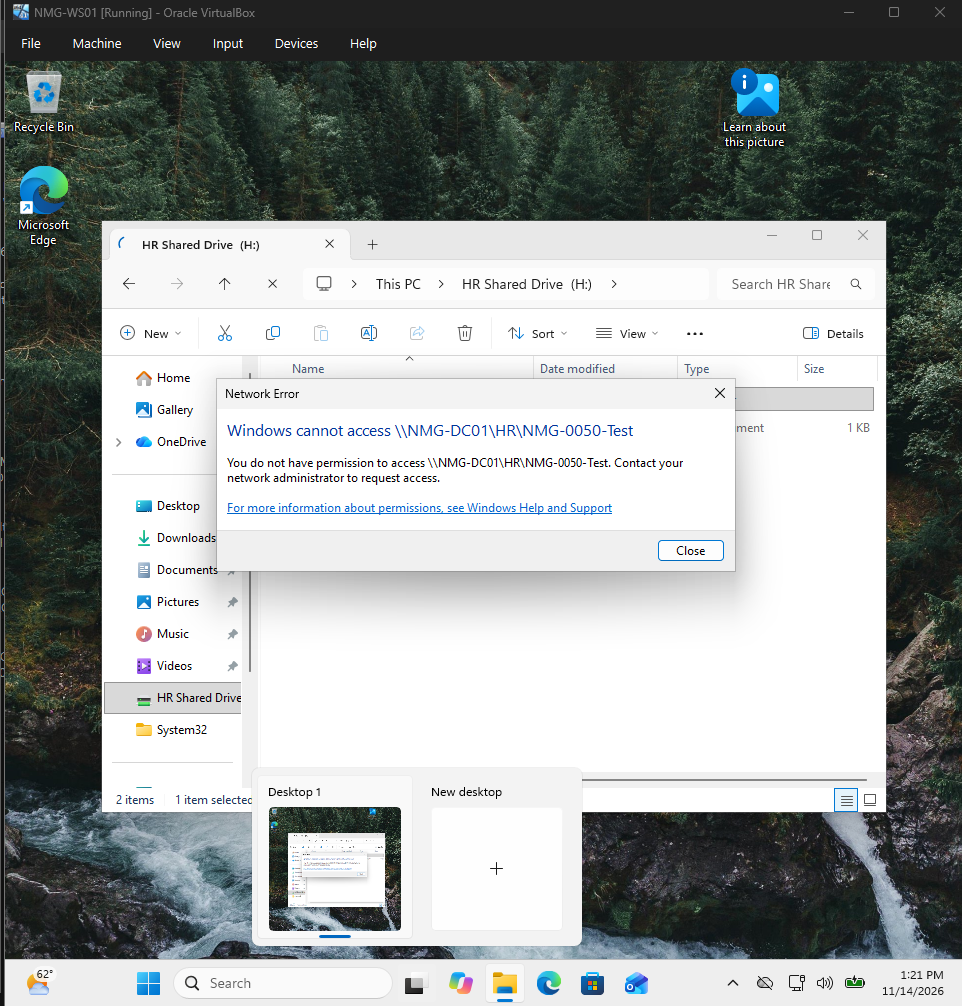 NMG-WS01 [Running] - Oracle VirtualBox
File Machine View Input Devices Help
Recycle Bin
Learn about
this picture
Microsoft
Edge
HR Shared Drive (H:)
This PC HR Shared Drive (H:)
Search HR Share
New
Sort
View
Details
Name Date modified Type Size
Home
Gallery
OneDrive
ment 1 KB
Network Error
Windows cannot access \\NMG-DC01\HR\NMG-0050-Test
You do not have permission to access \\NMG-DC01\HR\NMG-0050-Test. Contact your
network administrator to request access.
For more information about permissions, see Windows Help and Support
Close
Desktop
Downloads
Documents
Pictures
Music
Videos
HR Shared Drive
System32
2 items 1 item selected
Desktop 1
New desktop
62°
Search
1:21 PM
11/14/2026